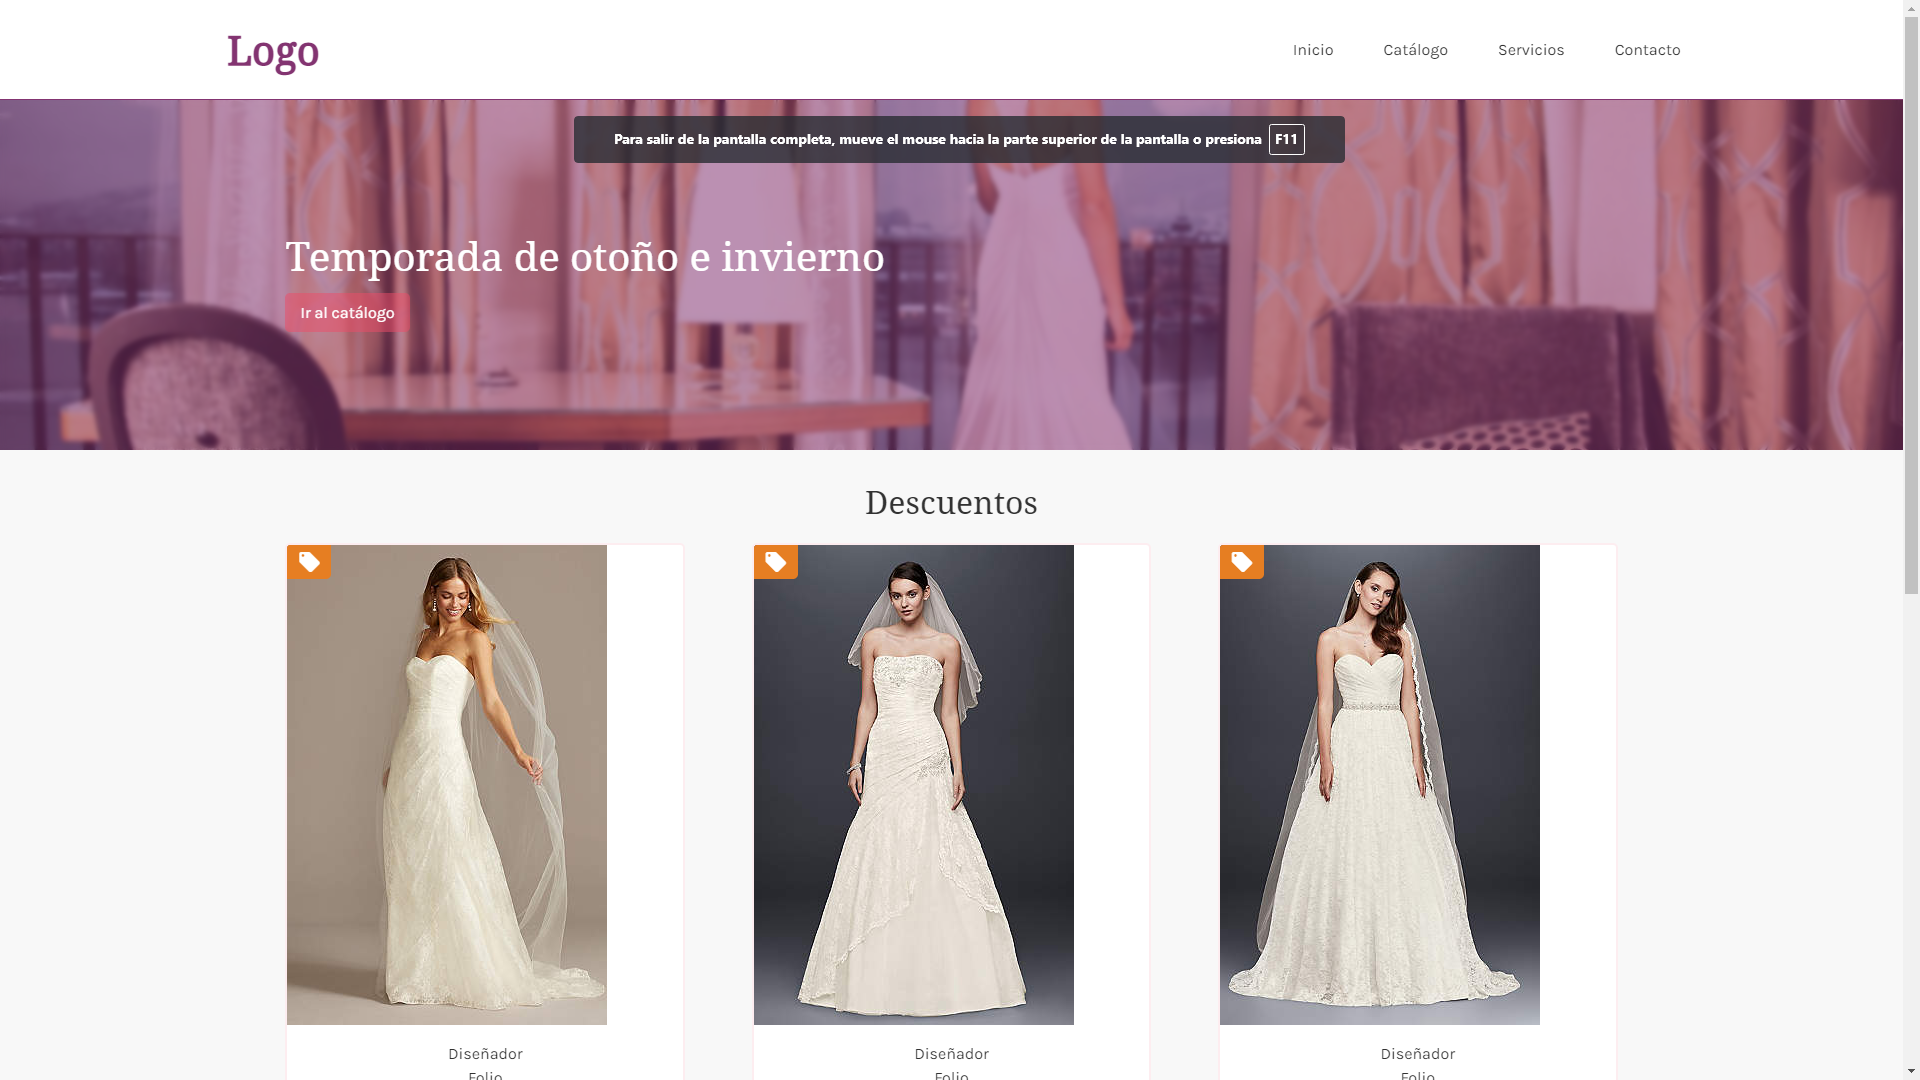 Logo
Inicio
Catálogo
Servicios
Contacto
Para salir de la pantalla completa, mueve el mouse hacia la parte superior de la pantalla o presiona F11
Temporada de otoño e invierno
Ir al catálogo
Descuentos
Diseñador
Folio
Diseñador
Folio
Diseñador
Folio